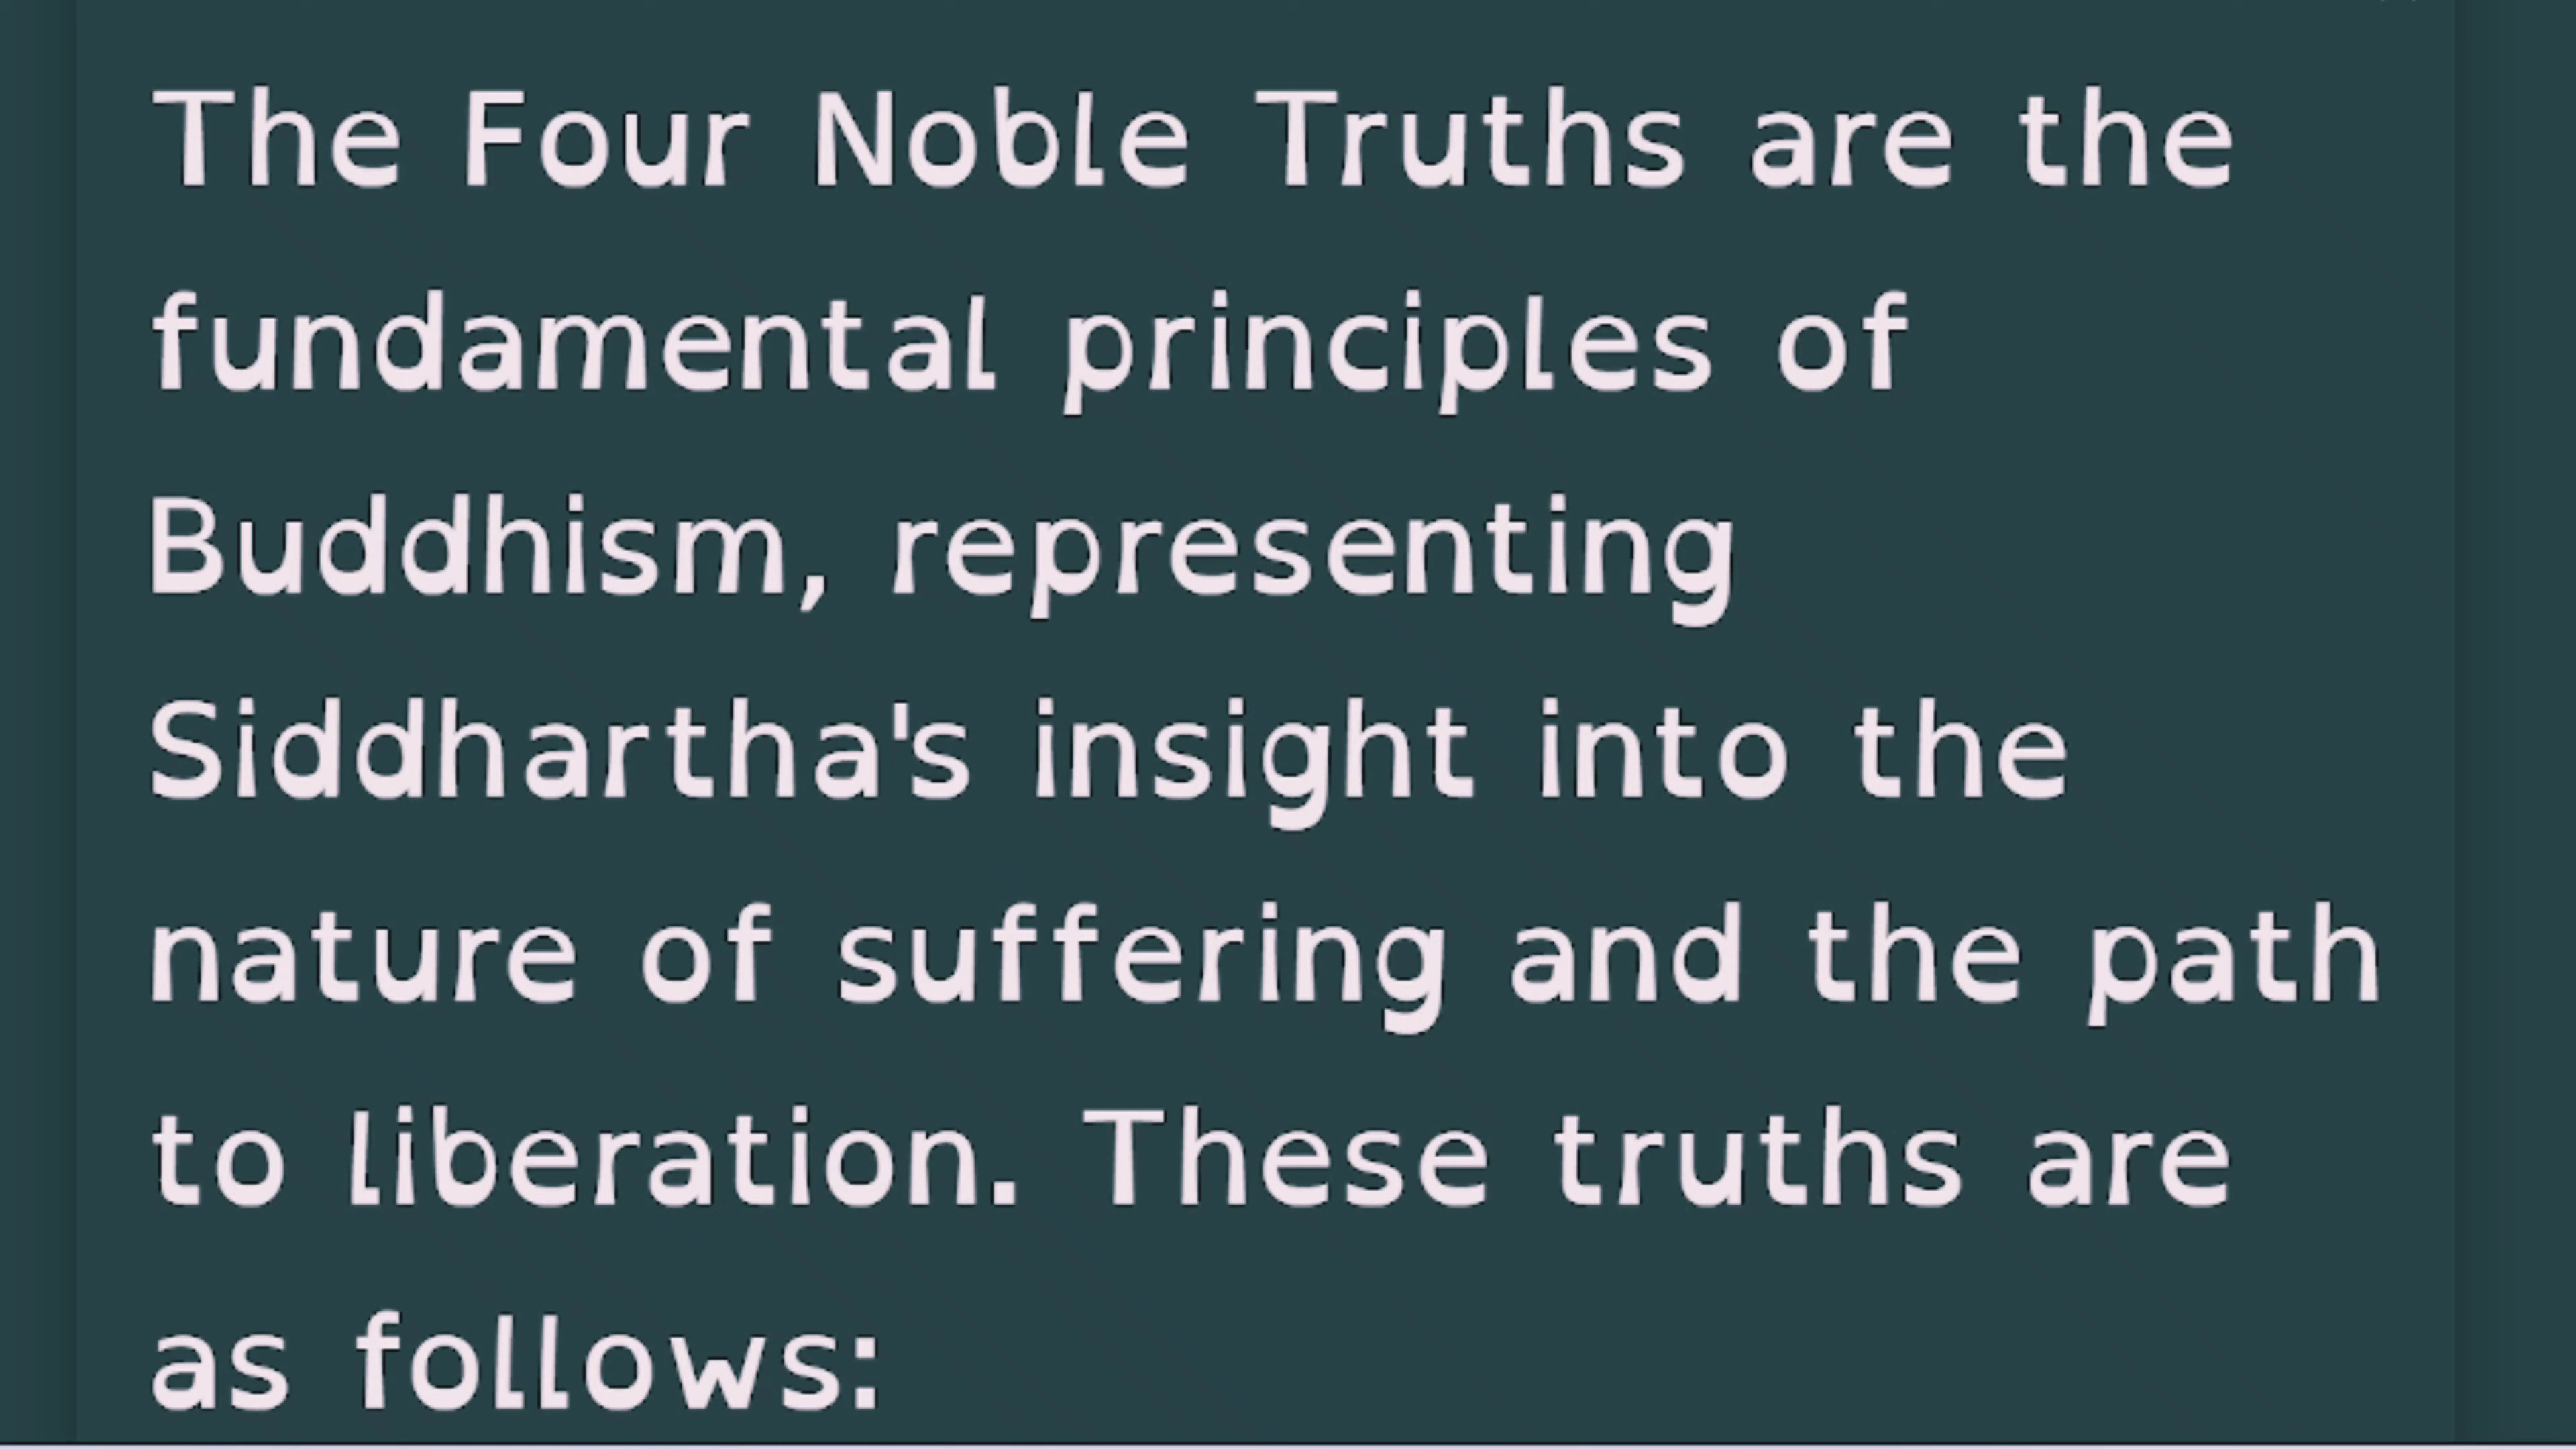 The Four Noble Truths are the
fundamental principles of
Buddhism, representing
Siddhartha's insight into the
nature of suffering and the path
to liberation. These truths are
as follows: